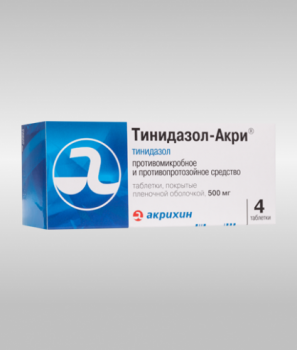 Тинидазол-Акри®
тинидазол
противомикробное
и противопротозойное средство
таблетки, покрытые
пленочной оболочкой, 500 мг
акрихин
4
таблетки